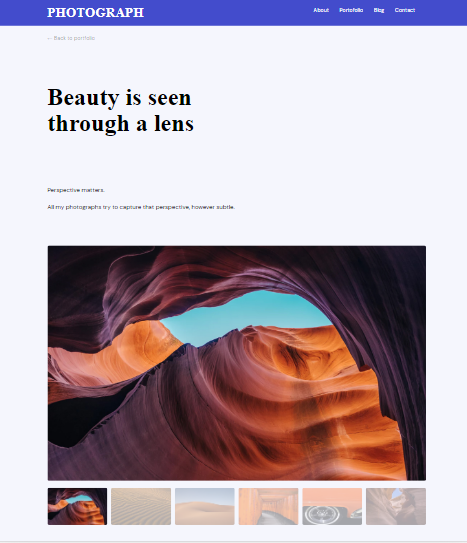 PHOTOGRAPH
About Portofolio Blog Contact
← Back to portfolio
Beauty is seen
through a lens
Perspective matters.
All my photographs try to capture that perspective, however subtle.